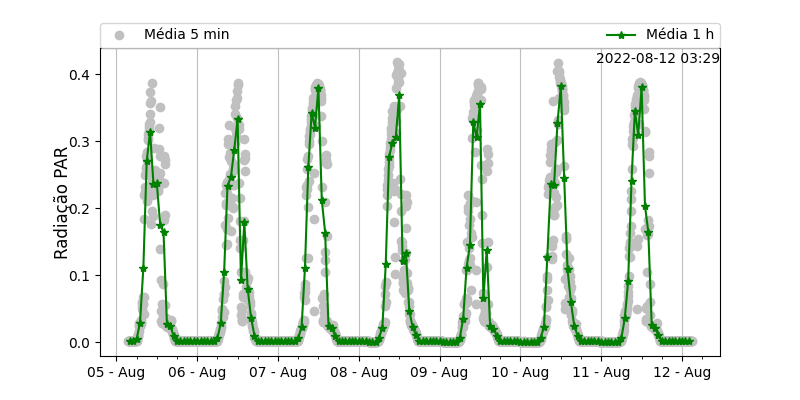 Média 5 min
Média 1 h
2022-08-12 03:29
Radiação PAR
0.4
0.3
0.2
0.1
0.0
05 - Aug
06 - Aug
07 - Aug
08 - Aug
09 - Aug
10 - Aug
11 - Aug
12 - Aug